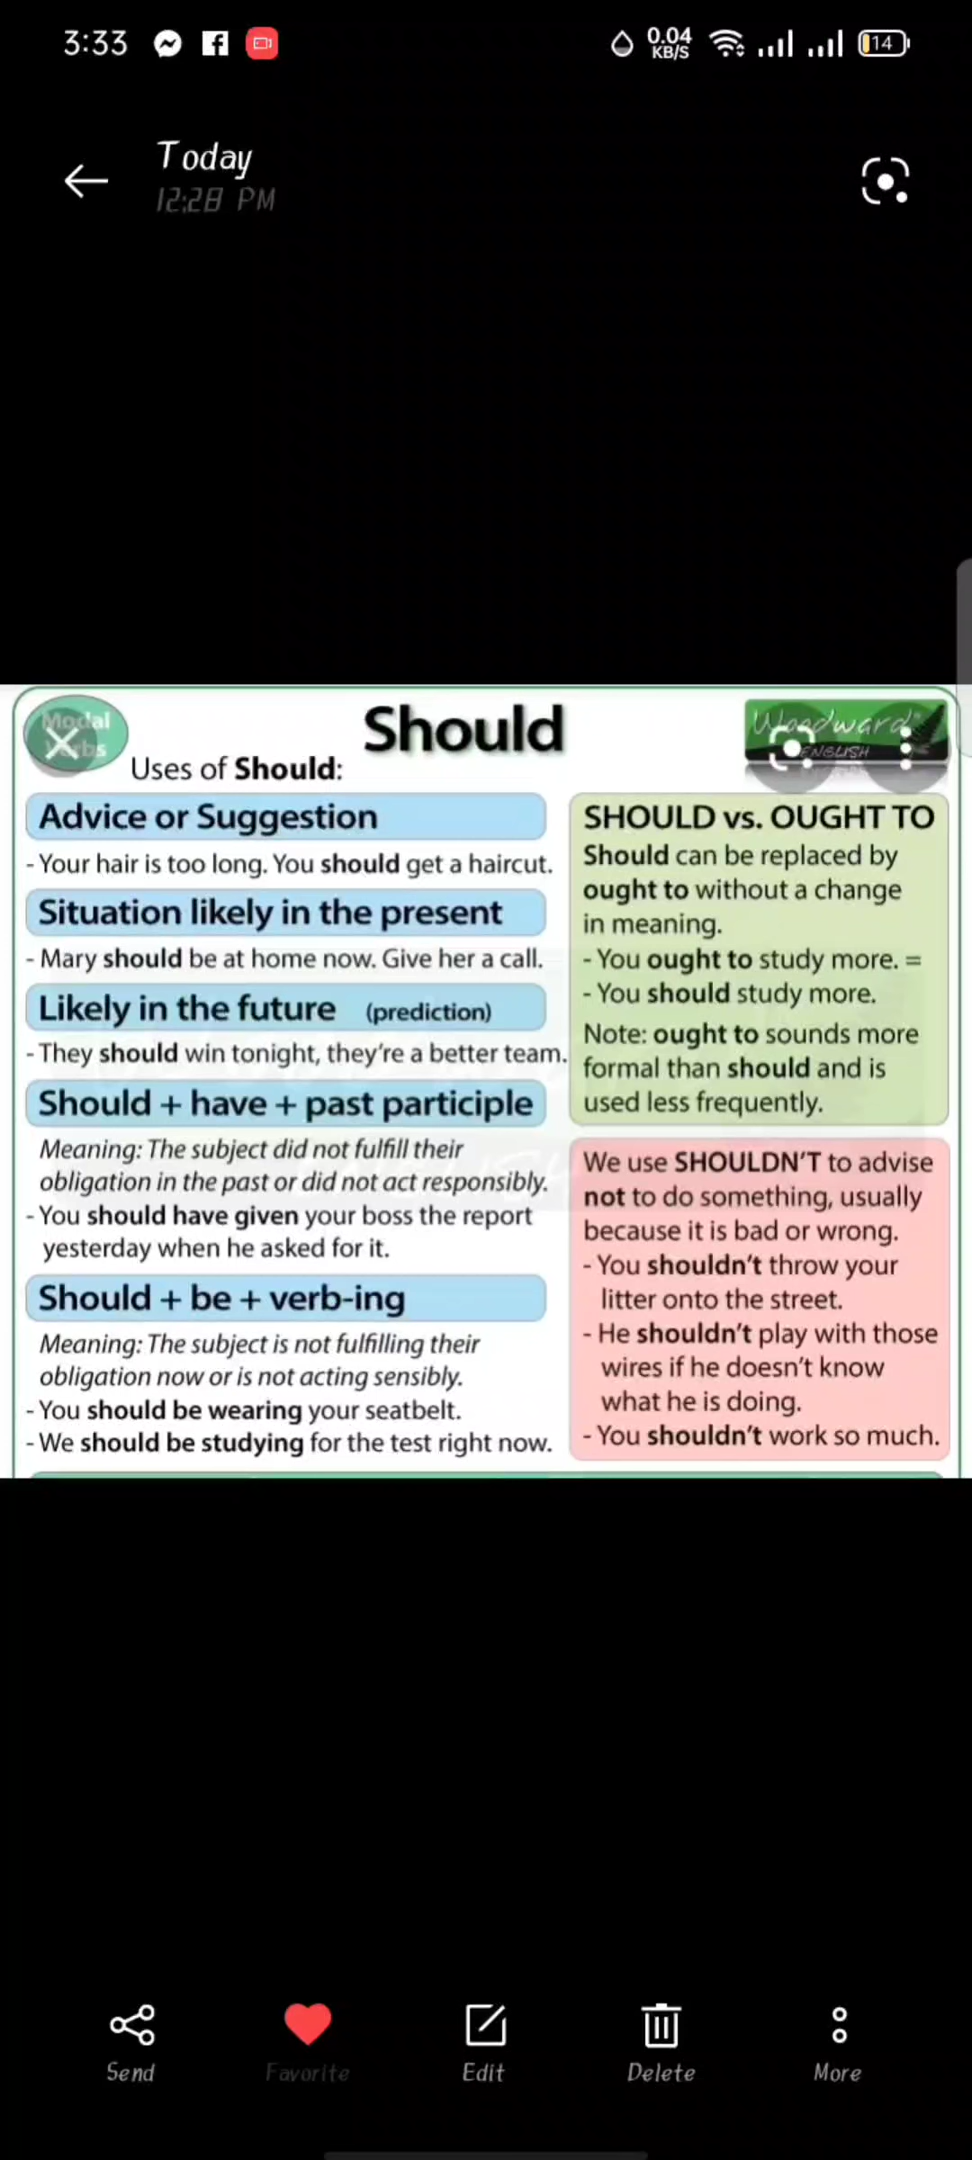 3:33
0.04
KB/S
14
Today
12:28 PM
Modal
Verbs
Should
Woodward
ENGLISH
Uses of Should:
Advice or Suggestion
- Your hair is too long. You should get a haircut.
Situation likely in the present
- Mary should be at home now. Give her a call.
Likely in the future (prediction)
- They should win tonight, they're a better team.
Should + have + past participle
Meaning: The subject did not fulfill their
obligation in the past or did not act responsibly.
- You should have given your boss the report
yesterday when he asked for it.
Should + be + verb-ing
Meaning: The subject is not fulfilling their
obligation now or is not acting sensibly.
- You should be wearing your seatbelt.
- We should be studying for the test right now.
SHOULD vs. OUGHT TO
Should can be replaced by
ought to without a change
in meaning.
- You ought to study more. =
- You should study more.
Note: ought to sounds more
formal than should and is
used less frequently.
We use SHOULDN'T to advise
not to do something, usually
because it is bad or wrong.
- You shouldn't throw your
litter onto the street.
- He shouldn't play with those
wires if he doesn't know
what he is doing.
- You shouldn't work so much.
Send
Favorite
Edit
Delete
More